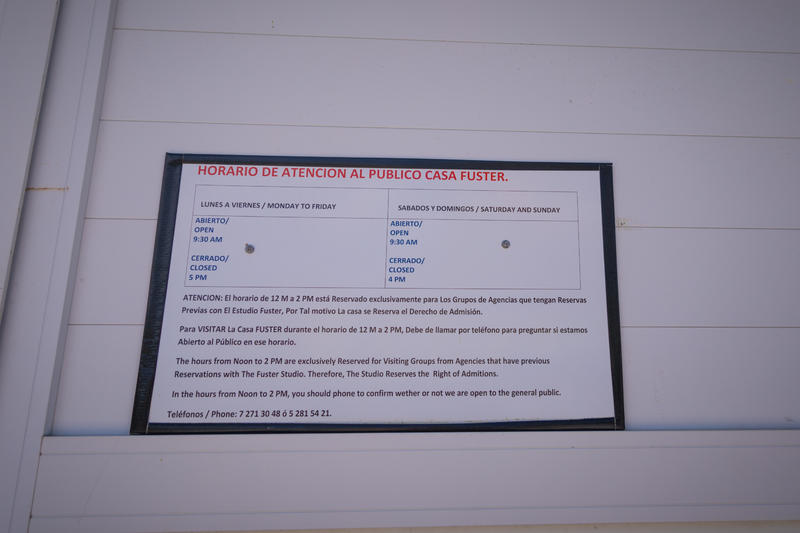 HORARIO DE ATENCION AL PUBLICO CASA FUSTER.
LUNES A VIERNES / MONDAY TO FRIDAY
SABADOS Y DOMINGOS / SATURDAY AND SUNDAY
ABIERTO/
OPEN
9:30 AM
CERRADO/
CLOSED
5 PM
ABIERTO/
OPEN
9:30 AM
CERRADO/
CLOSED
4 PM
ATENCION: El horario de 12 M a 2 PM está Reservado exclusivamente para Los Grupos de Agencias que tengan Reservas
Previas con El Estudio Fuster, Por Tal motivo La casa se Reserva el Derecho de Admisión.
Para VISITAR La Casa FUSTER durante el horario de 12 M a 2 PM, Debe de llamar por teléfono para preguntar si estamos
Abierto al Público en ese horario.
The hours from Noon to 2 PM are exclusively Reserved for Visiting Groups from Agencies that have previous
Reservations with The Fuster Studio. Therefore, The Studio Reserves the Right of Admitions.
In the hours from Noon to 2 PM, you should phone to confirm wether or not we are open to the general public.
Teléfonos / Phone: 7 271 30 48 ó 5 281 54 21.